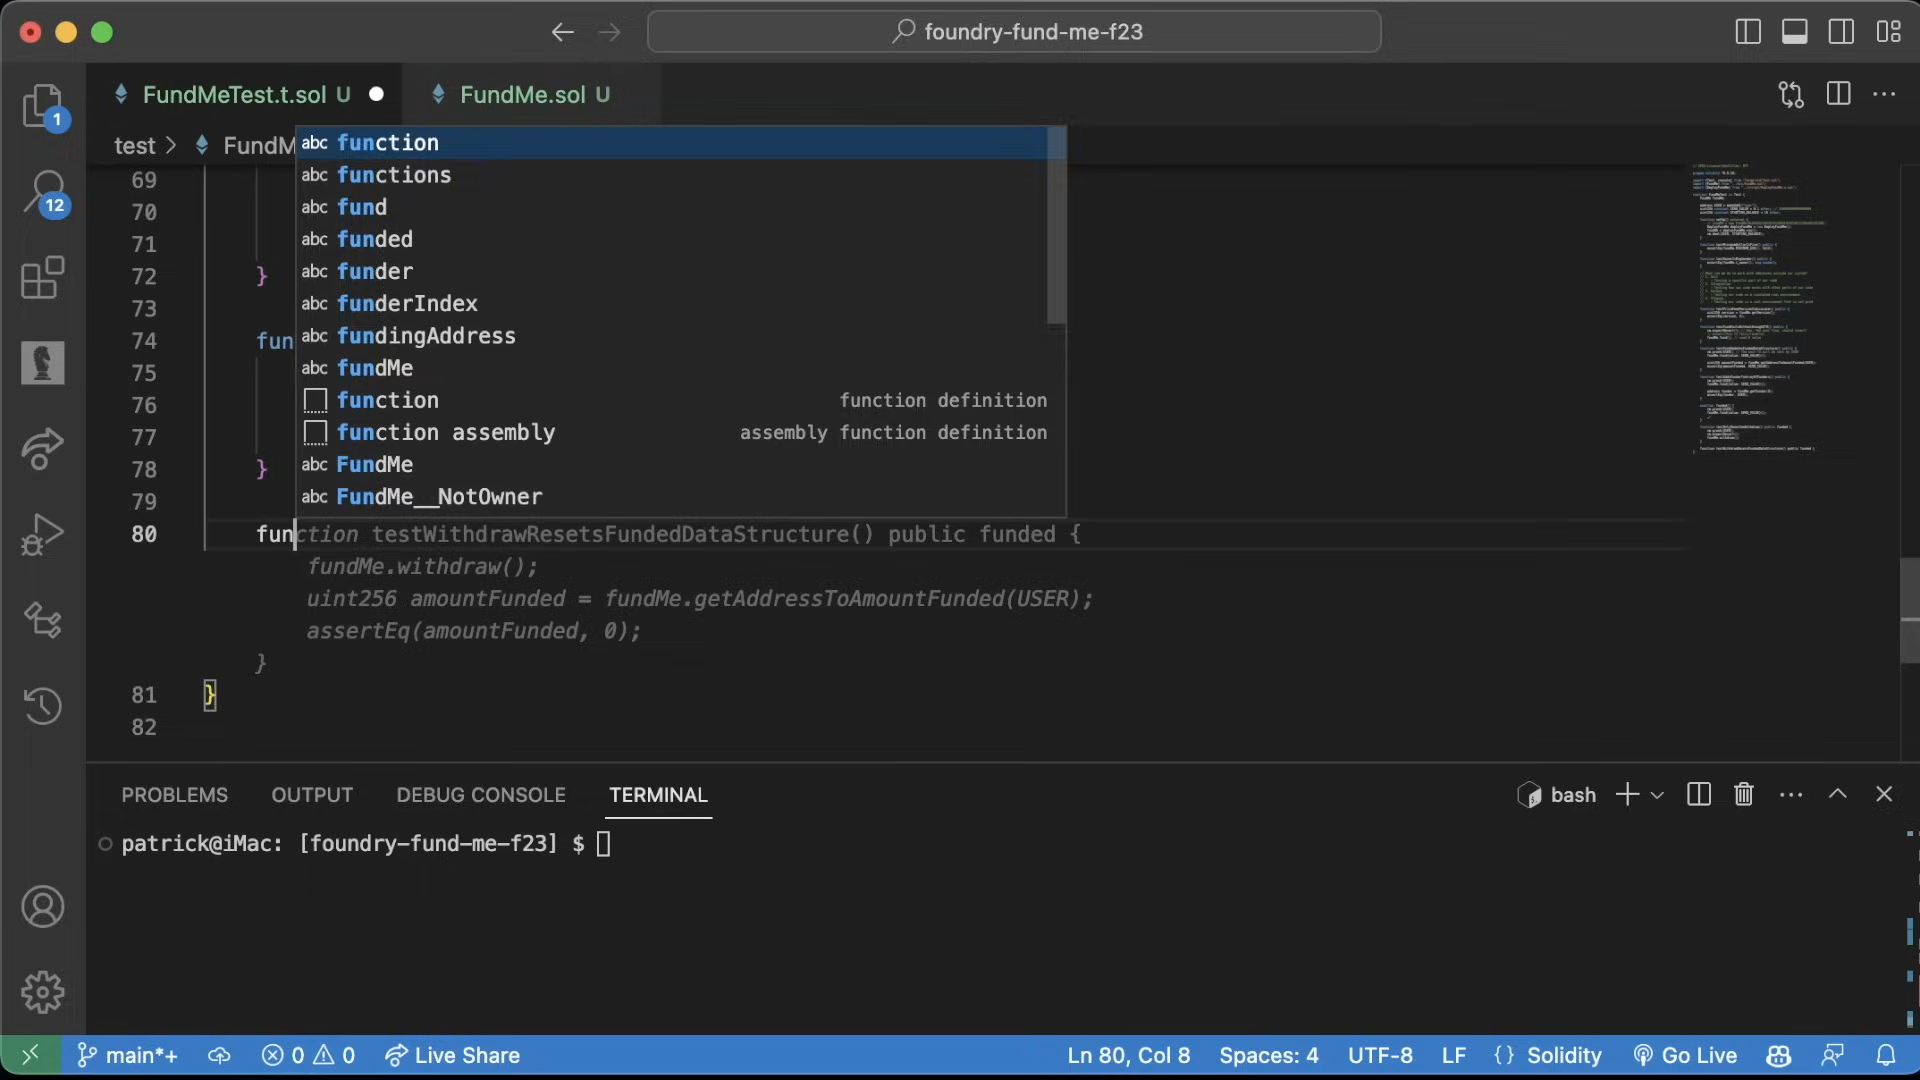 foundry-fund-me-f23
FundMeTest.t.sol U
FundMe.sol U
1
test > FundM
abc function
abc functions
abc fund
abc funded
abc funder
abc funderIndex
abc fundingAddress
abc fundMe
function function definition
function assembly assembly function definition
abc FundMe
abc FundMe__NotOwner
12
69
70
71
72 }
73
74 fun
75
76
77
78 }
79
80 function testWithdrawResetsFundedDataStructure() public funded {
fundMe.withdraw();
uint256 amountFunded = fundMe.getAddressToAmountFunded(USER);
assertEq(amountFunded, 0);
}
81 }
82
PROBLEMS OUTPUT DEBUG CONSOLE TERMINAL
bash
patrick@iMac: [foundry-fund-me-f23] $
main*+ 0 0 Live Share
Ln 80, Col 8 Spaces: 4 UTF-8 LF {} Solidity Go Live